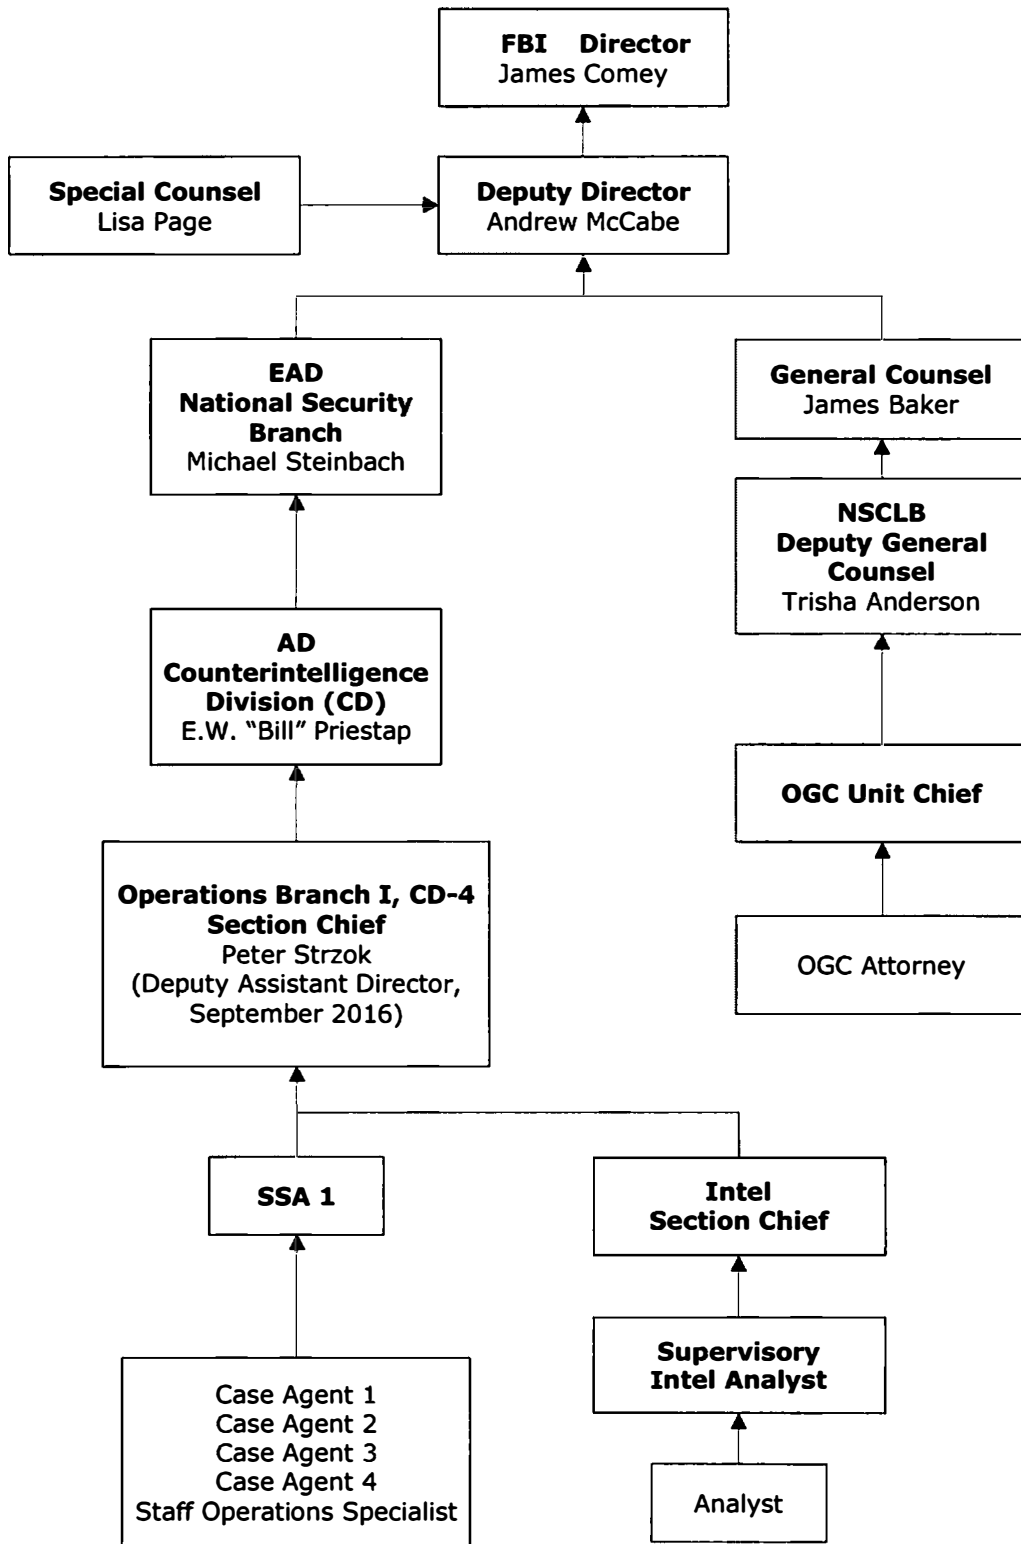 FBI Director
James Comey
Special Counsel
Lisa Page
Deputy Director
Andrew McCabe
EAD
National Security
Branch
Michael Steinbach
General Counsel
James Baker
NSCLB
Deputy General
Counsel
Trisha Anderson
AD
Counterintelligence
Division (CD)
E.W. “Bill” Priestap
OGC Unit Chief
Operations Branch I, CD-4
Section Chief
Peter Strzok
(Deputy Assistant Director,
September 2016)
OGC Attorney
SSA 1
Intel
Section Chief
Supervisory
Intel Analyst
Case Agent 1
Case Agent 2
Case Agent 3
Case Agent 4
Staff Operations Specialist
Analyst